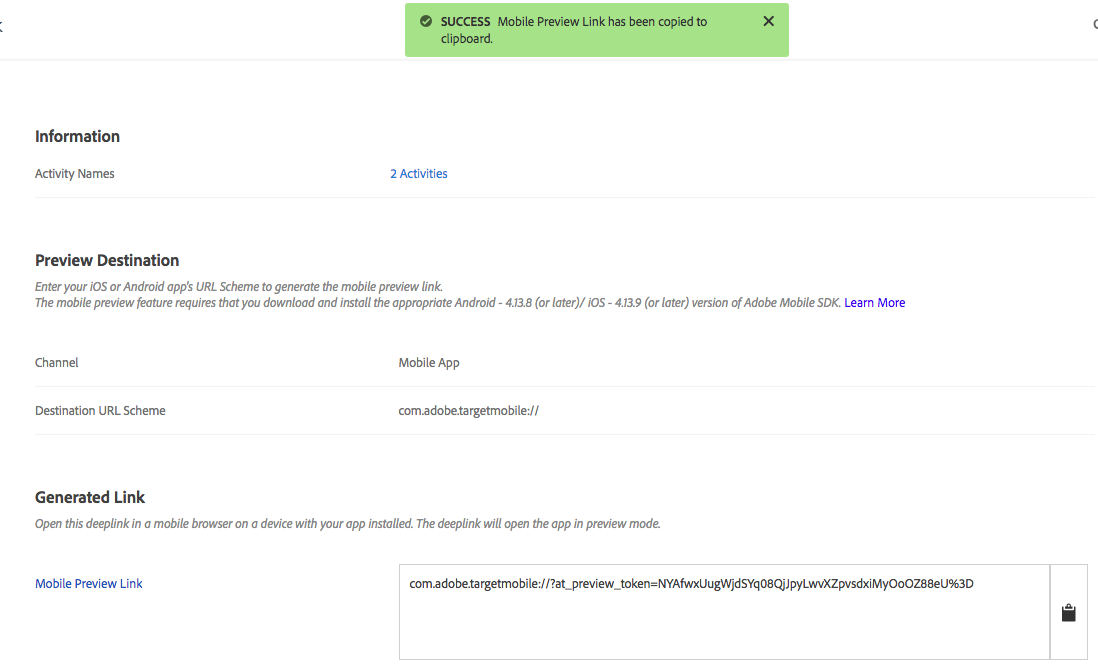 SUCCESS Mobile Preview Link has been copied to
clipboard.
Information
Activity Names 2 Activities
Preview Destination
Enter your iOS or Android app's URL Scheme to generate the mobile preview link.
The mobile preview feature requires that you download and install the appropriate Android - 4.13.8 (or later)/ iOS - 4.13.9 (or later) version of Adobe Mobile SDK. Learn More
Channel Mobile App
Destination URL Scheme com.adobe.targetmobile://
Generated Link
Open this deeplink in a mobile browser on a device with your app installed. The deeplink will open the app in preview mode.
Mobile Preview Link com.adobe.targetmobile://?at_preview_token=NYAfwxUugWjdSYq08QjJpyLwvXZpvsdxiMyOoOZ88eU%3D